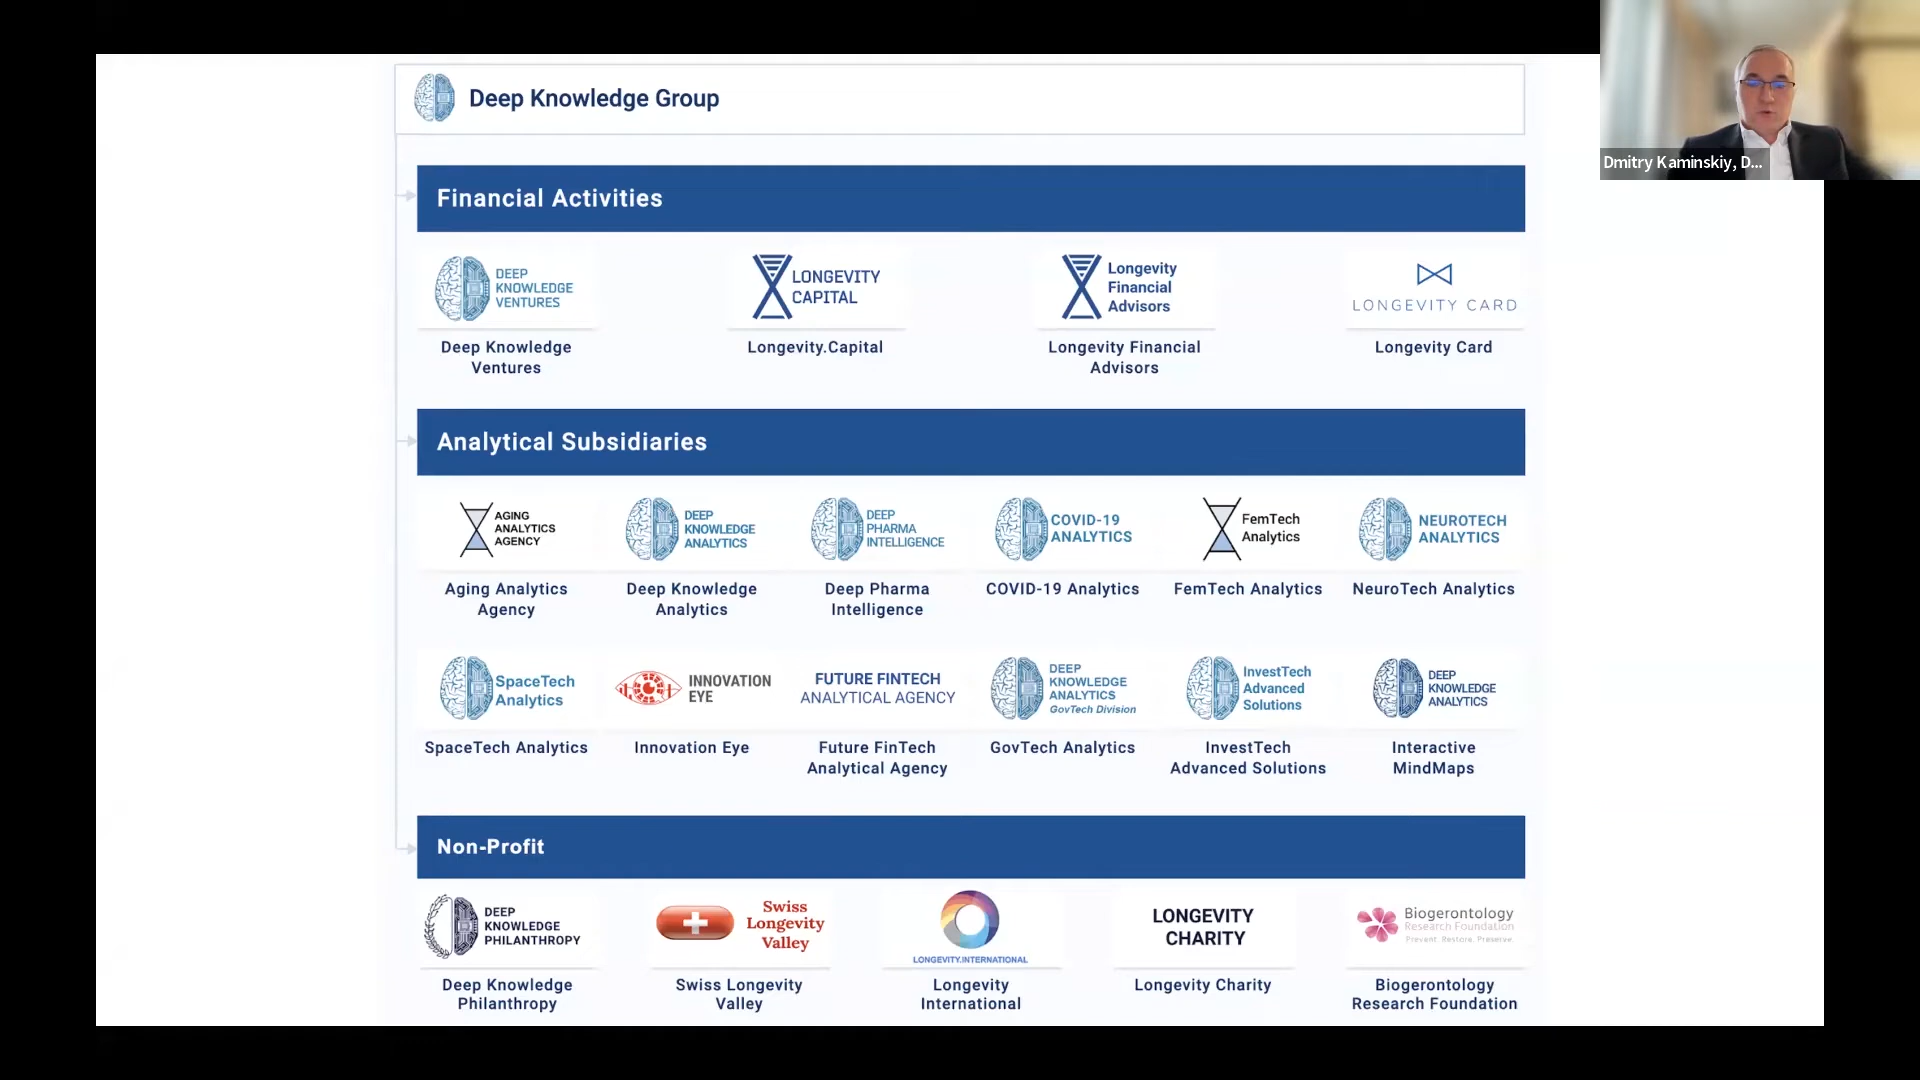 Deep Knowledge Group
Dmitry Kaminskiy, D...
Financial Activities
DEEP
KNOWLEDGE
VENTURES
LONGEVITY
CAPITAL
Longevity
Financial
Advisors
LONGEVITY CARD
Deep Knowledge
Ventures
Longevity.Capital
Longevity Financial
Advisors
Longevity Card
Analytical Subsidiaries
AGING
ANALYTICS
AGENCY
DEEP
KNOWLEDGE
ANALYTICS
DEEP
PHARMA
INTELLIGENCE
COVID-19
ANALYTICS
FemTech
Analytics
NEUROTECH
ANALYTICS
Aging Analytics
Agency
Deep Knowledge
Analytics
Deep Pharma
Intelligence
COVID-19 Analytics
FemTech Analytics
NeuroTech Analytics
SpaceTech
Analytics
INNOVATION
EYE
FUTURE FINTECH
ANALYTICAL AGENCY
DEEP
KNOWLEDGE
ANALYTICS
GovTech Division
InvestTech
Advanced
Solutions
DEEP
KNOWLEDGE
ANALYTICS
SpaceTech Analytics
Innovation Eye
Future FinTech
Analytical Agency
GovTech Analytics
InvestTech
Advanced Solutions
Interactive
MindMaps
Non-Profit
DEEP
KNOWLEDGE
PHILANTHROPY
Swiss
Longevity
Valley
LONGEVITY.INTERNATIONAL
LONGEVITY
CHARITY
Biogerontology
Research Foundation
Prevent. Restore. Preserve.
Deep Knowledge
Philanthropy
Swiss Longevity
Valley
Longevity
International
Longevity Charity
Biogerontology
Research Foundation